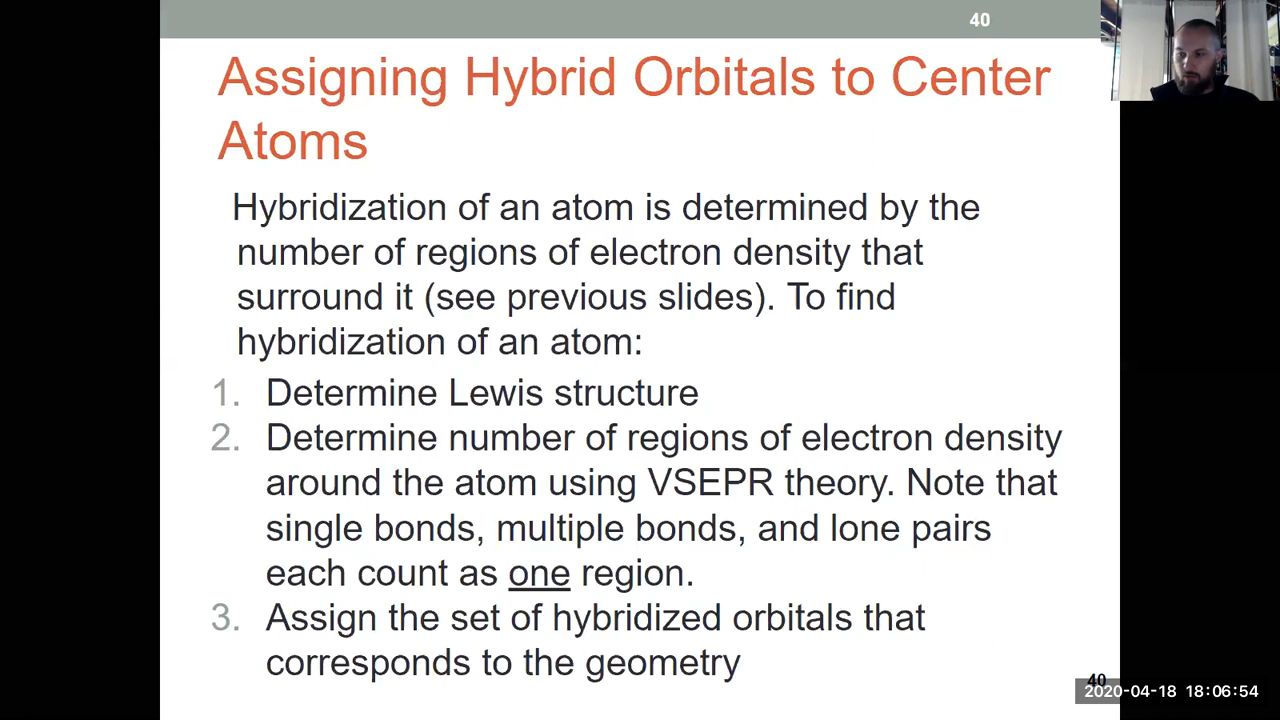 40
Assigning Hybrid Orbitals to Center
Atoms
Hybridization of an atom is determined by the
number of regions of electron density that
surround it (see previous slides). To find
hybridization of an atom:
1. Determine Lewis structure
2. Determine number of regions of electron density
around the atom using VSEPR theory. Note that
single bonds, multiple bonds, and lone pairs
each count as one region.
3. Assign the set of hybridized orbitals that
corresponds to the geometry
40
2020-04-18 18:06:54